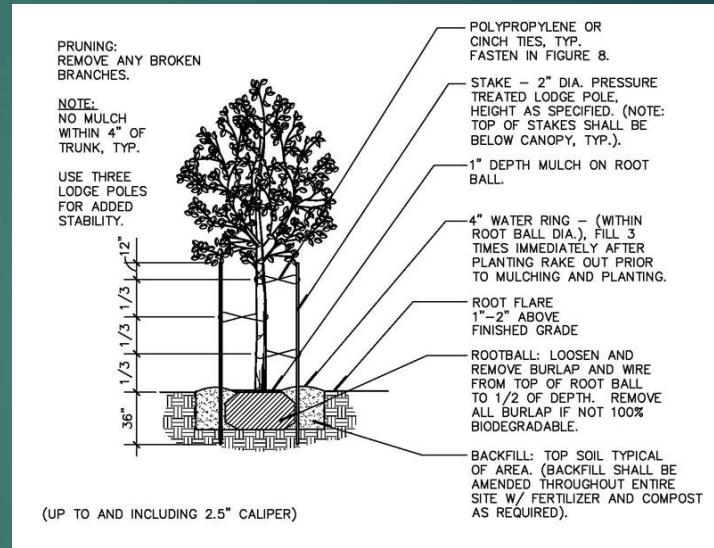 PRUNING:
REMOVE ANY BROKEN
BRANCHES.
NOTE:
NO MULCH
WITHIN 4" OF
TRUNK, TYP.
USE THREE
LODGE POLES
FOR ADDED
STABILITY.
12"
1/3
1/3
1/3
36"
(UP TO AND INCLUDING 2.5" CALIPER)
POLYPROPYLENE OR
CINCH TIES, TYP.
FASTEN IN FIGURE 8.
STAKE – 2" DIA. PRESSURE
TREATED LODGE POLE,
HEIGHT AS SPECIFIED. (NOTE:
TOP OF STAKES SHALL BE
BELOW CANOPY, TYP.).
1" DEPTH MULCH ON ROOT
BALL.
4" WATER RING – (WITHIN
ROOT BALL DIA.), FILL 3
TIMES IMMEDIATELY AFTER
PLANTING RAKE OUT PRIOR
TO MULCHING AND PLANTING.
ROOT FLARE
1"–2" ABOVE
FINISHED GRADE
ROOTBALL: LOOSEN AND
REMOVE BURLAP AND WIRE
FROM TOP OF ROOT BALL
TO 1/2 OF DEPTH. REMOVE
ALL BURLAP IF NOT 100%
BIODEGRADABLE.
BACKFILL: TOP SOIL TYPICAL
OF AREA. (BACKFILL SHALL BE
AMENDED THROUGHOUT ENTIRE
SITE W/ FERTILIZER AND COMPOST
AS REQUIRED).